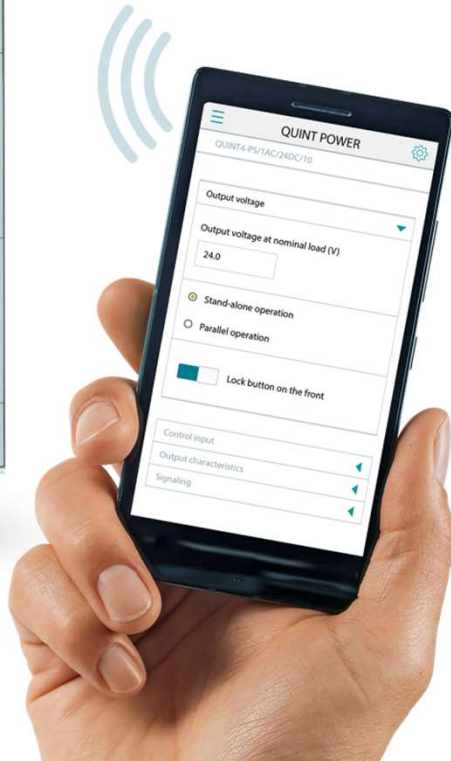 QUINT POWER
QUINT4-PS/1AC/24DC/10
Output voltage
Output voltage at nominal load (V)
24.0
Stand-alone operation
Parallel operation
Lock button on the front
Control input
Output characteristics
Signaling